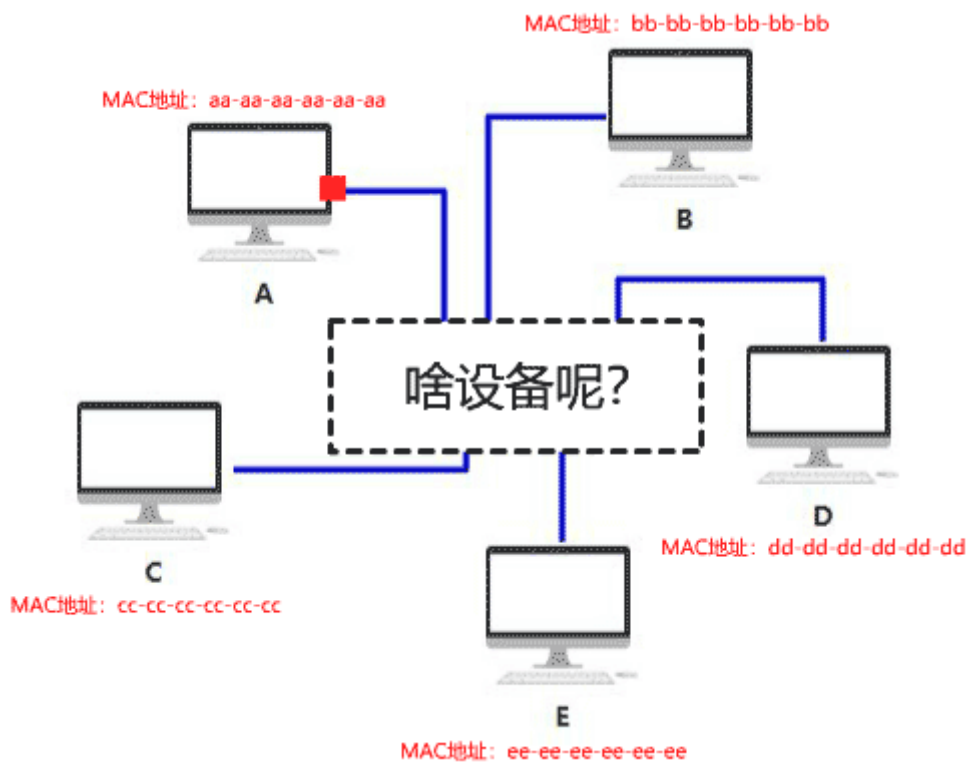 MAC地址：bb-bb-bb-bb-bb-bb
MAC地址：aa-aa-aa-aa-aa-aa
B
A
啥设备呢？
D
MAC地址：dd-dd-dd-dd-dd-dd
C
MAC地址：cc-cc-cc-cc-cc-cc
E
MAC地址：ee-ee-ee-ee-ee-ee